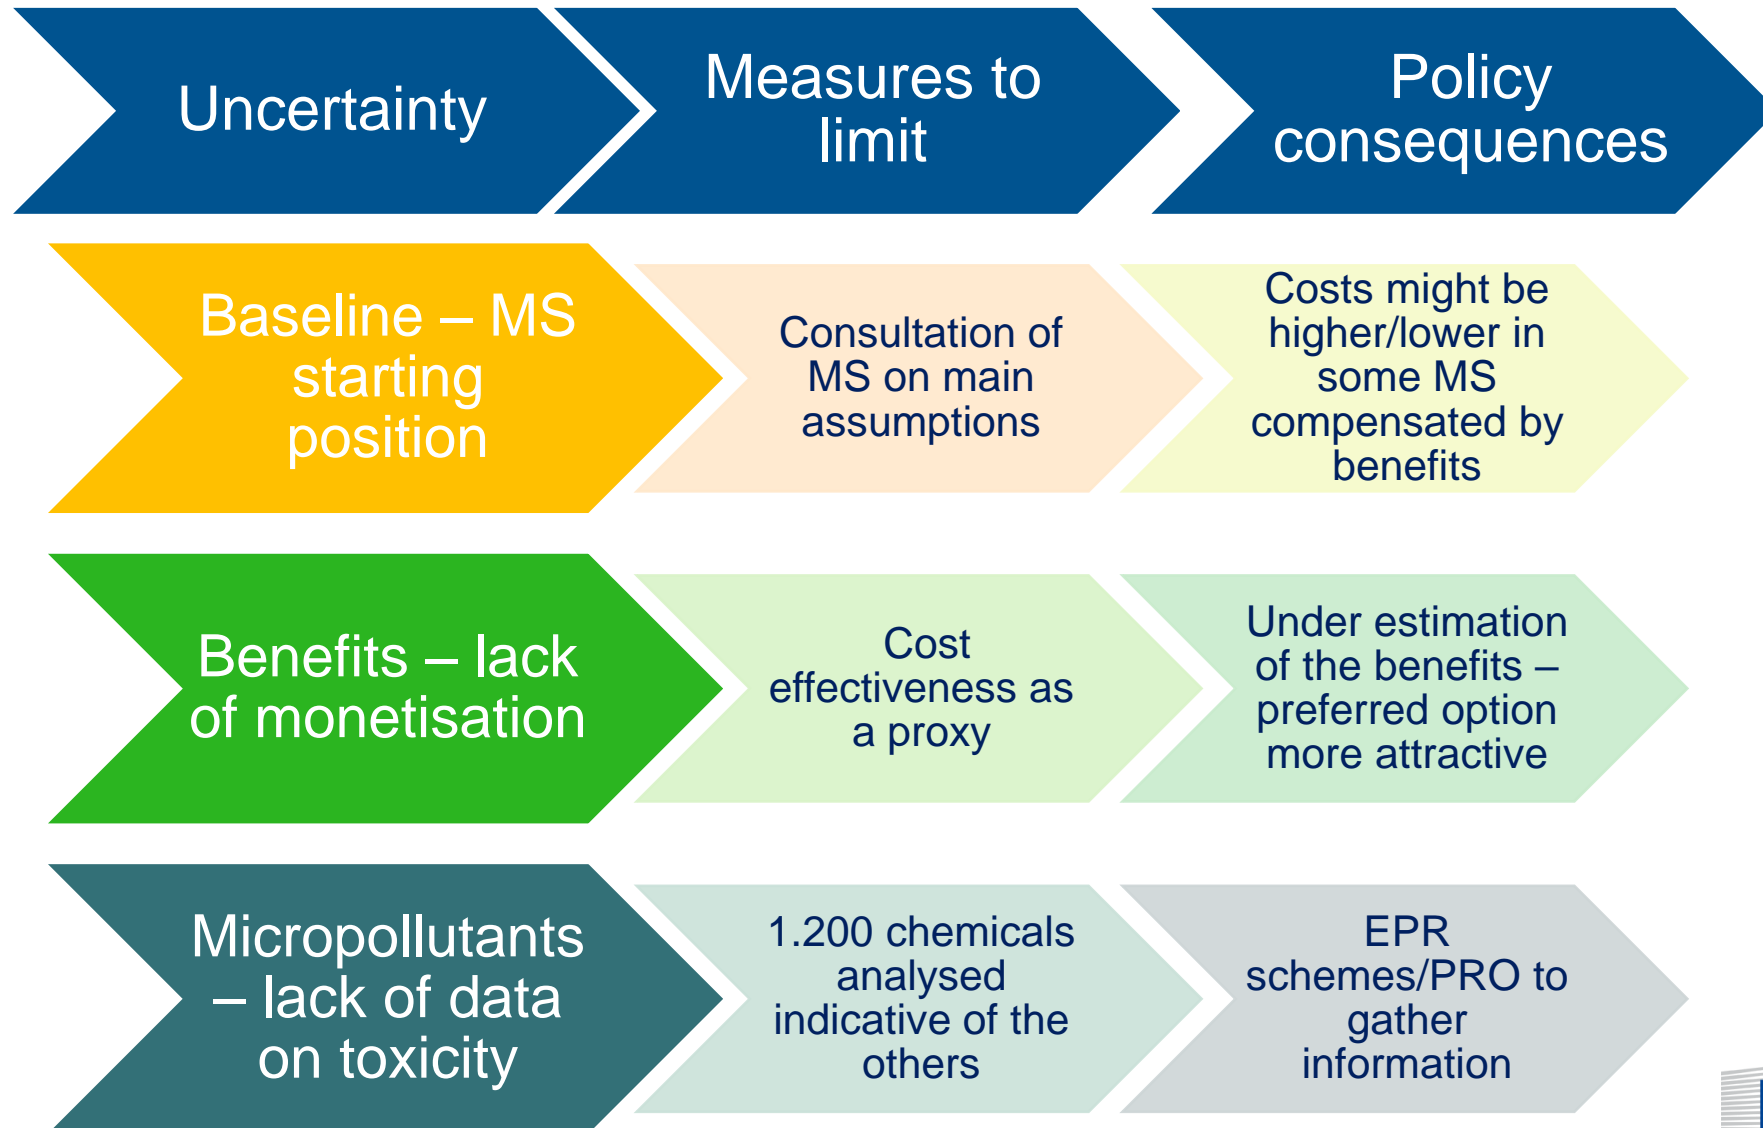 Uncertainty
Measures to
limit
Policy
consequences
Baseline – MS
starting
position
Consultation of
MS on main
assumptions
Costs might be
higher/lower in
some MS
compensated by
benefits
Benefits – lack
of monetisation
Cost
effectiveness as
a proxy
Under estimation
of the benefits –
preferred option
more attractive
Micropollutants
– lack of data
on toxicity
1.200 chemicals
analysed
indicative of the
others
EPR
schemes/PRO to
gather
information